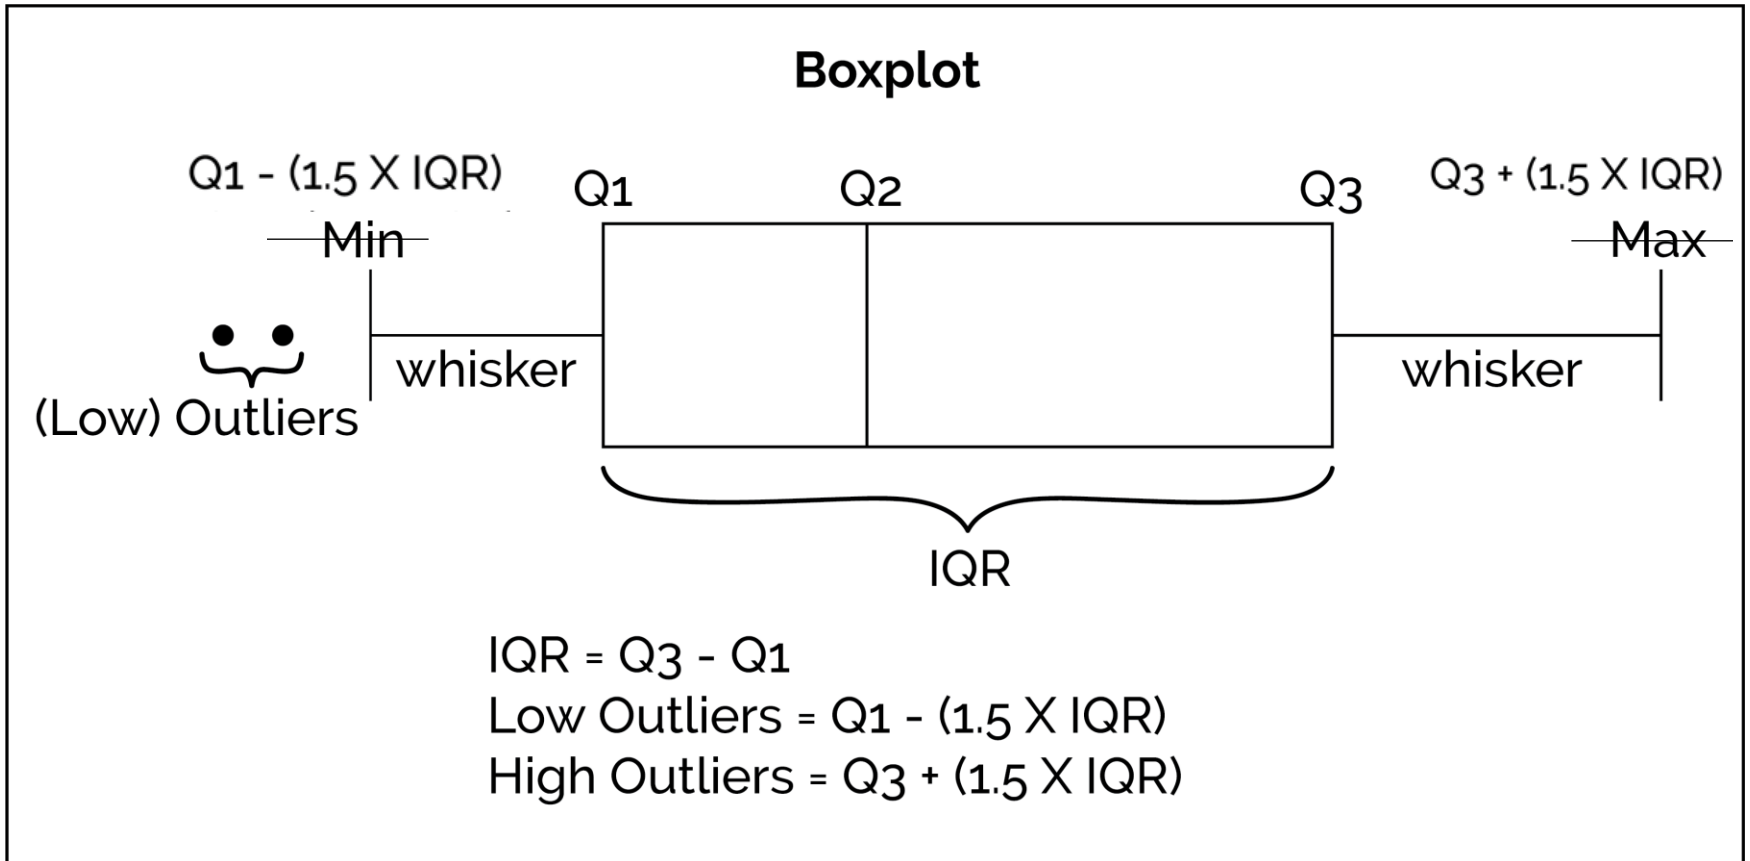 Boxplot
Q1 - (1.5 X IQR)
Q1
Q2
Q3
Q3 + (1.5 X IQR)
Min
Max
whisker
whisker
(Low) Outliers
IQR
IQR = Q3 - Q1
Low Outliers = Q1 - (1.5 X IQR)
High Outliers = Q3 + (1.5 X IQR)